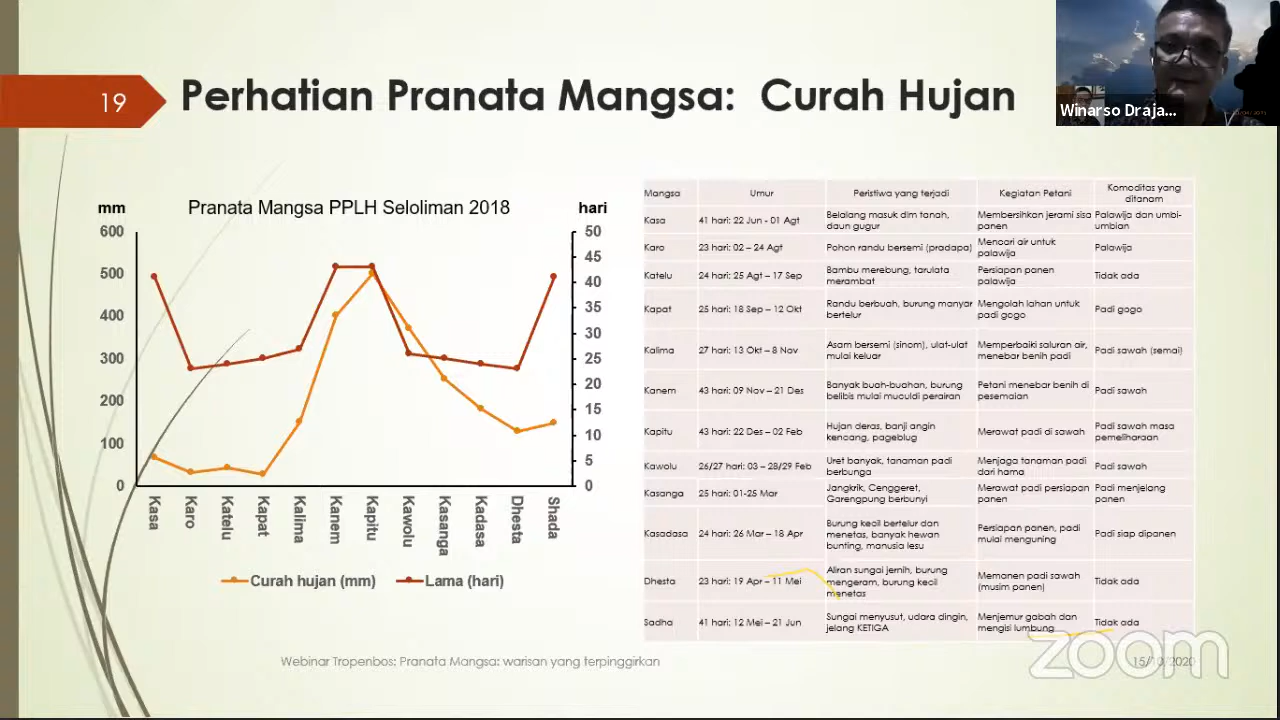 19
Perhatian Pranata Mangsa: Curah Hujan
Winarso Draja...
Pranata Mangsa PPLH Seloliman 2018
mm
hari
600
500
400
300
200
100
0
50
45
40
35
30
25
20
15
10
5
0
Kasa
Karo
Katelu
Kapat
Kalima
Kanem
Kapitu
Kawolu
Kasanga
Kadasa
Dhesta
Shada
Curah hujan (mm)
Lama (hari)
Mangsa Umur Peristiwa yang terjadi Kegiatan Petani Komoditas yang
ditanam
Kasa 41 hari: 22 Jun - 01 Agt Belalang masuk dlm tanah, Membersihkan jerami sisa Palawija dan umbi-
daun gugur panen umbian
Karo 23 hari: 02 – 24 Agt Pohon randu bersemi (pradapa) Mencari air untuk Palawija
palawija
Katelu 24 hari: 25 Agt – 17 Sep Bambu merebung, tarulata Persiapan panen Tidak ada
merambat palawija
Kapat 25 hari: 18 Sep – 12 Okt Randu berbuah, burung manyar Mengolah lahan untuk Padi gogo
bertelur padi gogo
Kalima 27 hari: 13 Okt – 8 Nov Asam bersemi (sinom), ulat-ulat Memperbaiki saluran air, Padi sawah (semai)
mulai keluar menebar benih padi
Kanem 43 hari: 09 Nov – 21 Des Banyak buah-buahan, burung Petani menebar benih di Padi sawah
belibis mulai muculdi perairan pesemaian
Kapitu 43 hari: 22 Des – 02 Feb Hujan deras, banji angin Merawat padi di sawah Padi sawah masa
kencang, pageblug pemeliharaan
Kawolu 26/27 hari: 03 – 28/29 Feb Uret banyak, tanaman padi Menjaga tanaman padi Padi sawah
berbunga dari hama
Kasanga 25 hari: 01-25 Mar Jangkrik, Cenggeret, Merawat padi persiapan Padi menjelang
Garengpung berbunyi panen panen
Kasadasa 24 hari: 26 Mar – 18 Apr Burung kecil bertelur dan Persiapan panen, padi Padi siap dipanen
menetas, banyak hewan mulai menguning
bunting, manusia lesu
Dhesta 23 hari: 19 Apr – 11 Mei Aliran sungai jernih, burung Memanen padi sawah Tidak ada
mengeram, burung kecil (musim panen)
menetas
Sadha 41 hari: 12 Mei – 21 Jun Sungai menyusut, udara dingin, Menjemur gabah dan Tidak ada
jelang KETIGA mengisi lumbung
Webinar Tropenbos: Pranata Mangsa: warisan yang terpinggirkan
15/10/2020
zoom